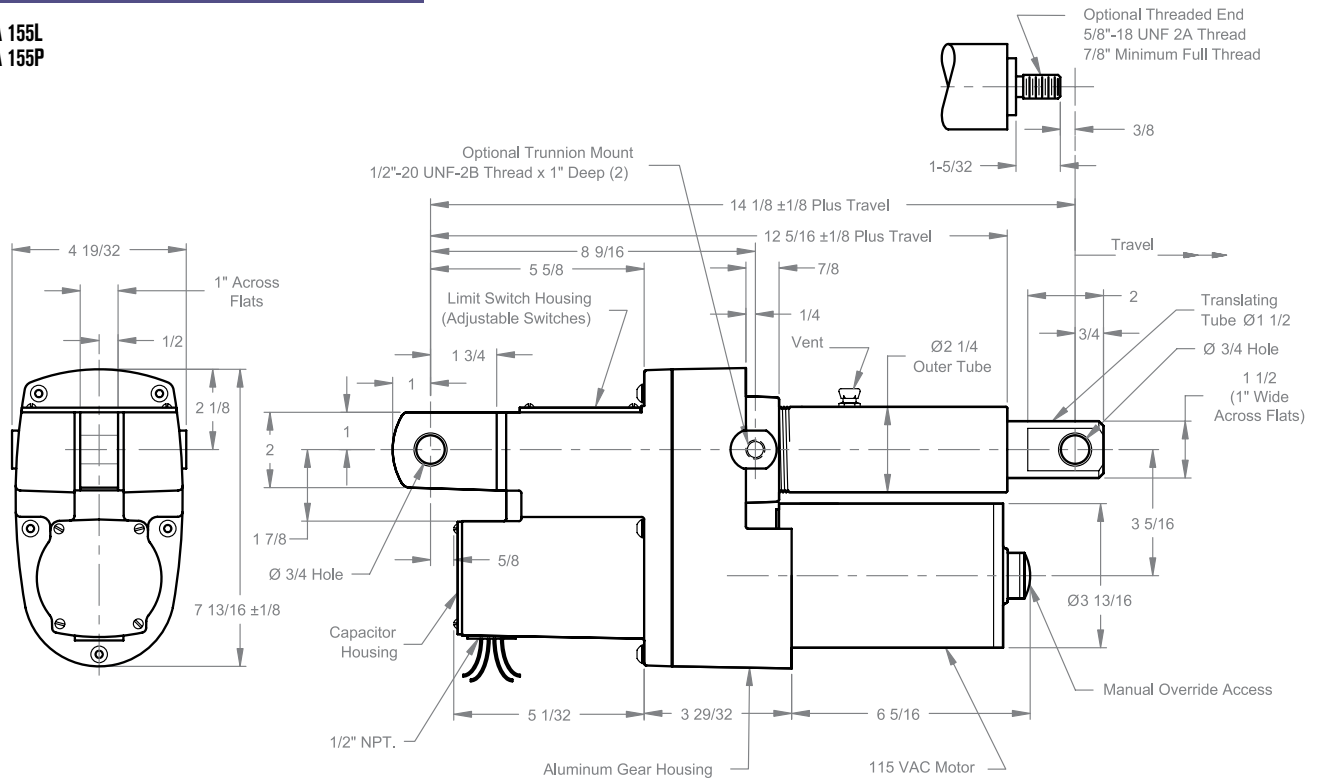 155L
155P
Optional Threaded End
5/8"-18 UNF 2A Thread
7/8" Minimum Full Thread
3/8
1-5/32
Optional Trunnion Mount
1/2"-20 UNF-2B Thread x 1" Deep (2)
14 1/8 ±1/8 Plus Travel
12 5/16 ±1/8 Plus Travel
8 9/16
5 5/8
7/8
Travel
4 19/32
1" Across
Flats
1/2
Limit Switch Housing
(Adjustable Switches)
1/4
Vent
Ø2 1/4
Outer Tube
2
3/4
Translating
Tube Ø1 1/2
Ø 3/4 Hole
1 1/2
(1" Wide
Across Flats)
1 3/4
1
2 1/8
1
2
1 7/8
5/8
Ø 3/4 Hole
3 5/16
Ø3 13/16
7 13/16 ±1/8
Capacitor
Housing
Manual Override Access
5 1/32
3 29/32
6 5/16
1/2" NPT.
Aluminum Gear Housing
115 VAC Motor